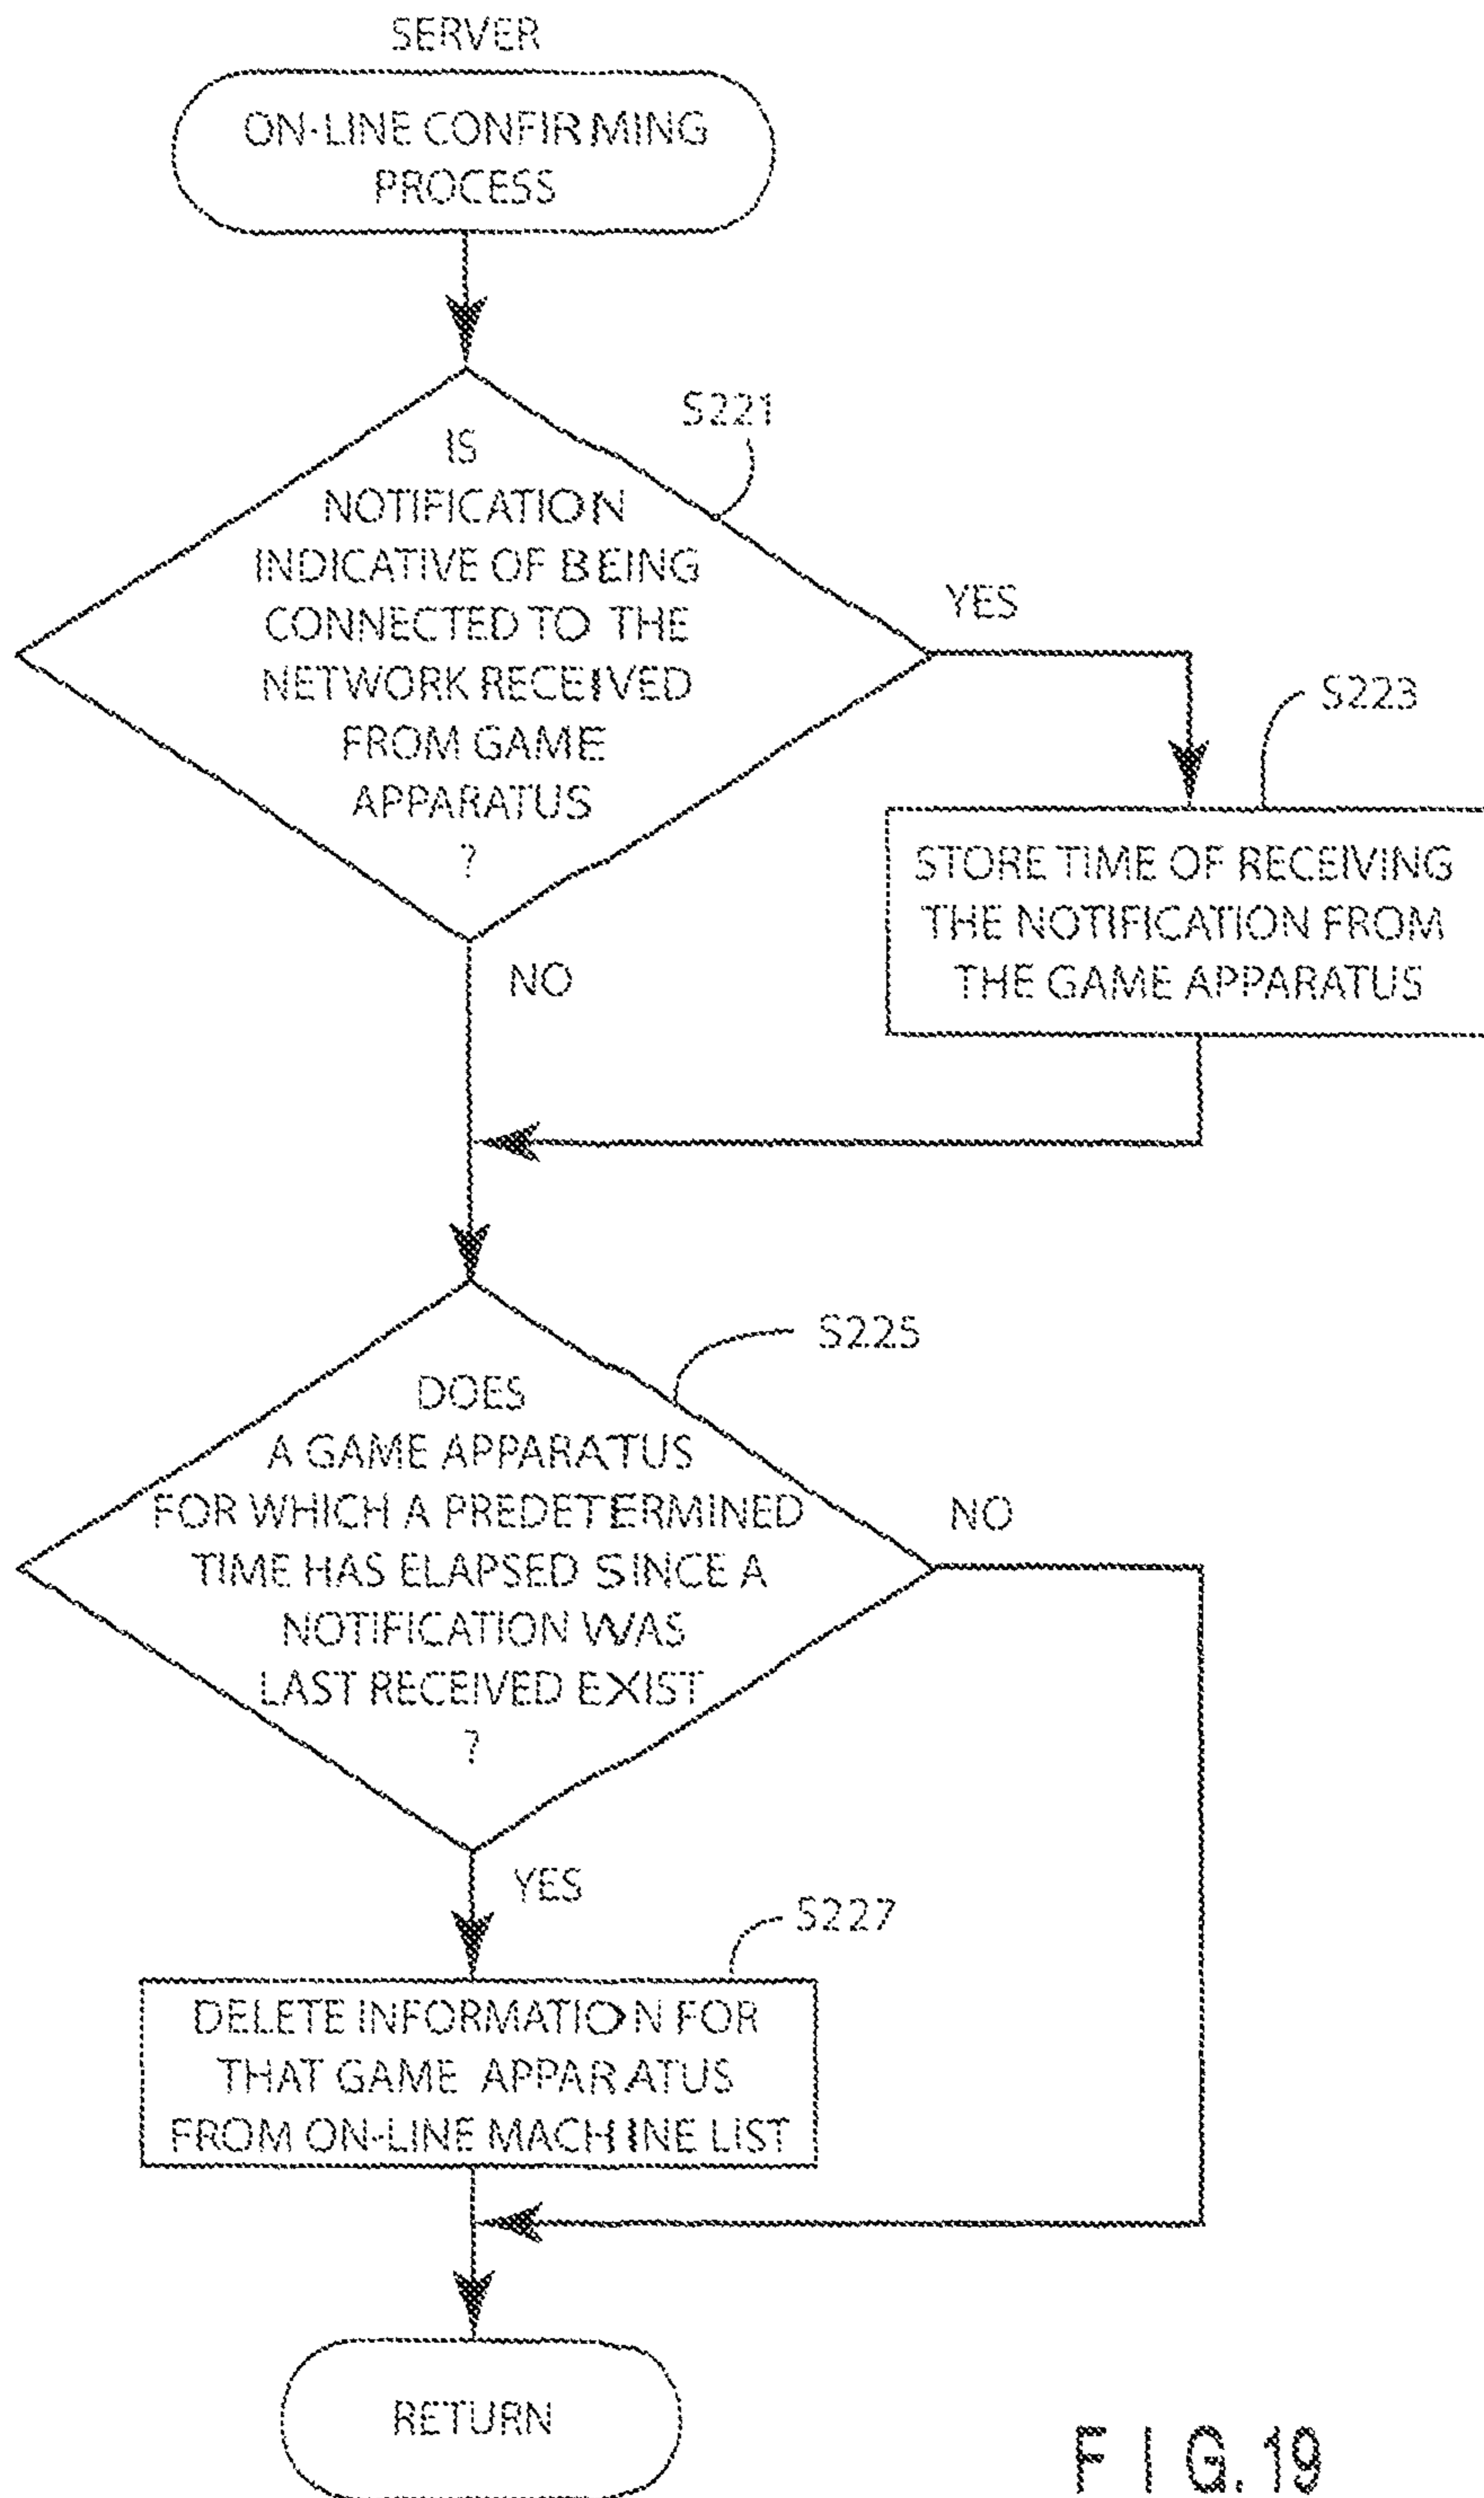 SERVER
ON-LINE CONFIRMING
PROCESS
S221
IS
NOTIFICATION
INDICATIVE OF BEING
CONNECTED TO THE
NETWORK RECEIVED
FROM GAME
APPARATUS
?
YES
S223
STORE TIME OF RECEIVING
THE NOTIFICATION FROM
THE GAME APPARATUS
NO
S225
DOES
A GAME APPARATUS
FOR WHICH A PREDETERMINED
TIME HAS ELAPSED SINCE A
NOTIFICATION WAS
LAST RECEIVED EXIST
?
NO
YES
S227
DELETE INFORMATION FOR
THAT GAME APPARATUS
FROM ON-LINE MACHINE LIST
RETURN
FIG. 19